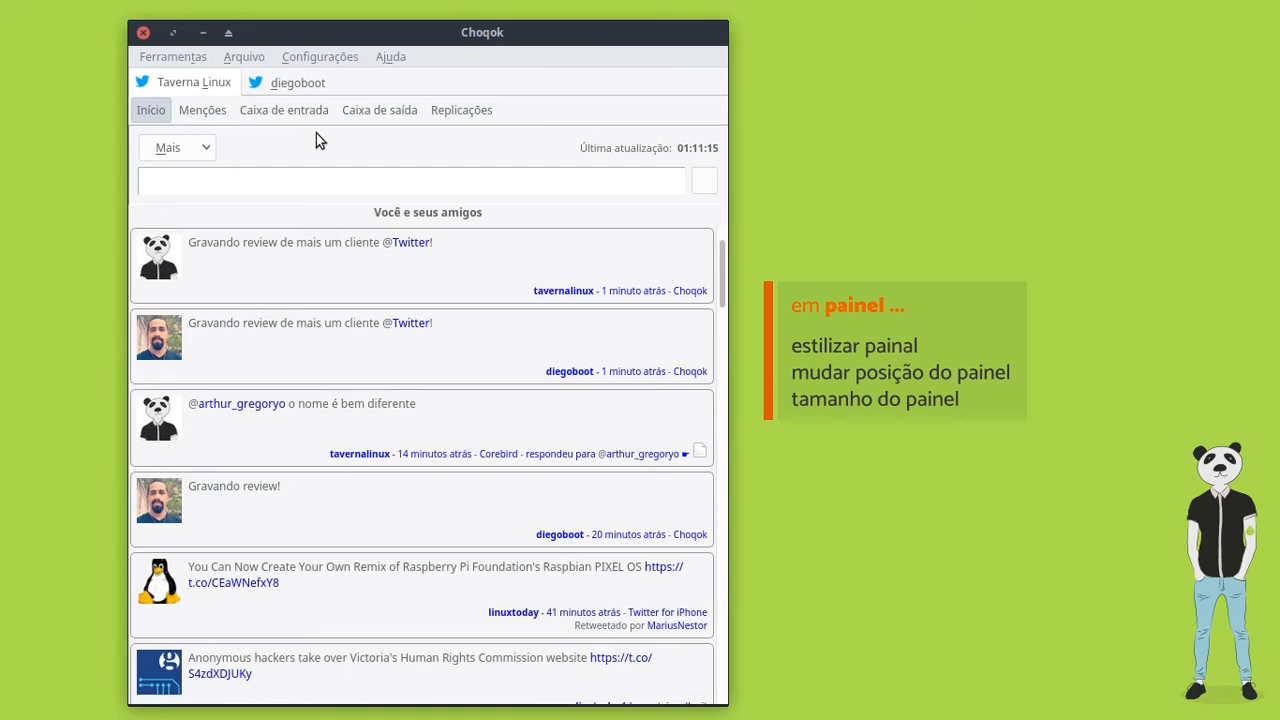 Choqok
Ferramentas Arquivo Configurações Ajuda
Taverna Linux diegoboot
Início Menções Caixa de entrada Caixa de saída Replicações
Mais Última atualização: 01:11:15
Você e seus amigos
Gravando review de mais um cliente @Twitter!
tavernalinux - 1 minuto atrás - Choqok
Gravando review de mais um cliente @Twitter!
diegoboot - 1 minuto atrás - Choqok
@arthur_gregoryo o nome é bem diferente
tavernalinux - 14 minutos atrás - Corebird - respondeu para @arthur_gregoryo
Gravando review!
diegoboot - 20 minutos atrás - Choqok
You Can Now Create Your Own Remix of Raspberry Pi Foundation's Raspbian PIXEL OS https://
t.co/CEaWNefxY8
linuxtoday - 41 minutos atrás - Twitter for iPhone
Retweetado por MariusNestor
Anonymous hackers take over Victoria's Human Rights Commission website https://t.co/
S4zdXDJUKy
em painel ...
estilizar painal
mudar posição do painel
tamanho do painel